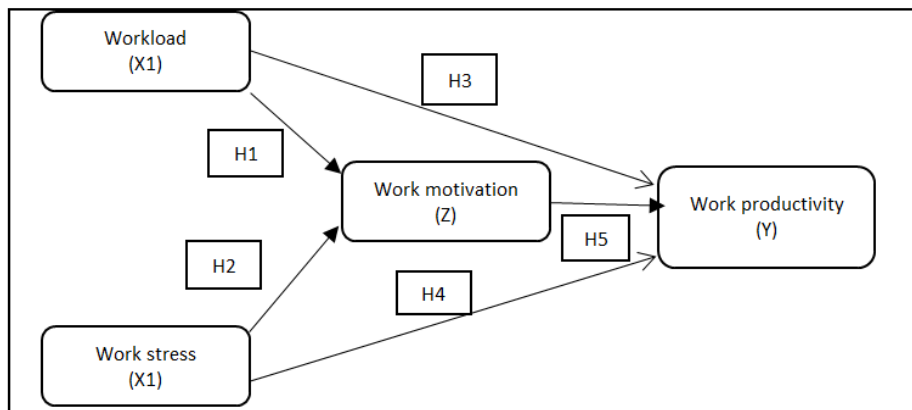 Workload
(X1)
H3
H1
Work motivation
(Z)
Work productivity
(Y)
H5
H2
H4
Work stress
(X1)